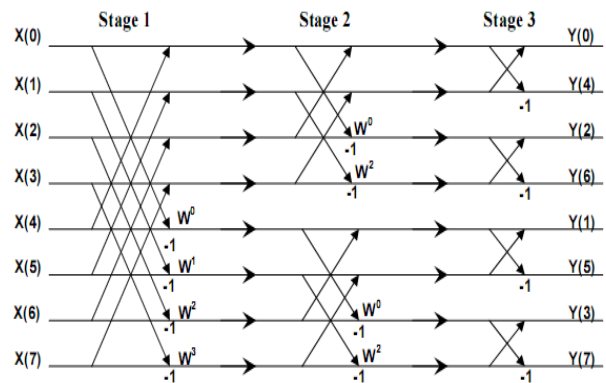 Stage 1 Stage 2 Stage 3
X(0) Y(0)
X(1) Y(4)
-1
X(2) W⁰ Y(2)
-1
X(3) W² Y(6)
-1 -1
X(4) W⁰ Y(1)
-1
X(5) W¹ Y(5)
-1 -1
X(6) W² W⁰ Y(3)
-1 -1
X(7) W³ W² Y(7)
-1 -1 -1